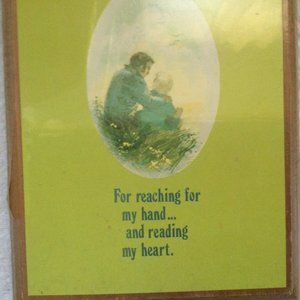 For reaching for
my hand...
and reading
my heart.